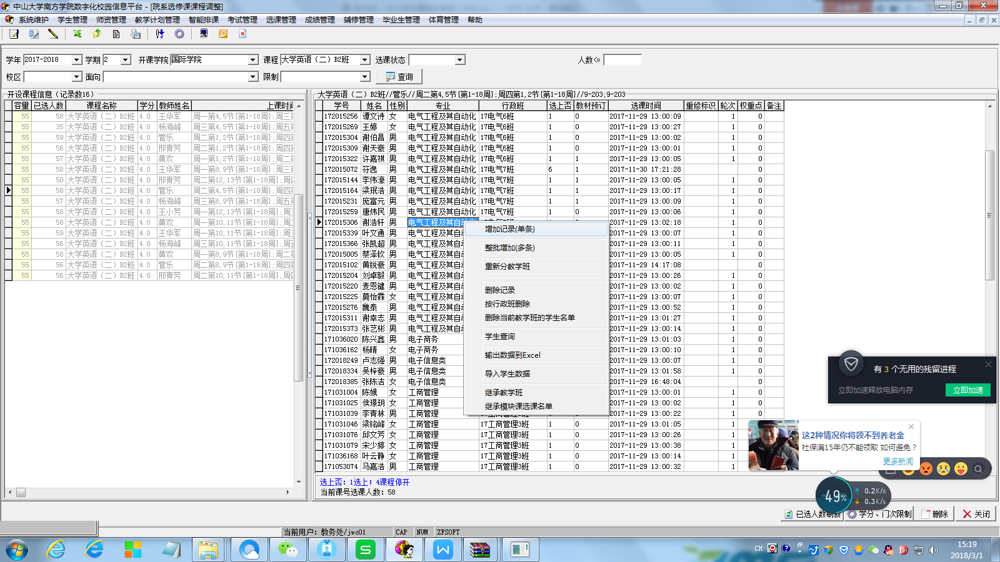 中山大学南方学院数字化校园信息平台 - [院系选修课课程调整]
系统维护 学生管理 师资管理 教学计划管理 智能排课 考试管理 选课管理 成绩管理 辅修管理 毕业生管理 体育管理 帮助
学年 2017-2018 学期 2 开课学院 国际学院 课程 大学英语（二）B2班 选课状态 人数<=
校区 面向 限制 查询
开设课程信息（记录数16）
容量 已选人数 课程名称 学分 教师姓名 上课时间
55 58 大学英语（二）B2班 4.0 王华军 周一第4,5节{第1-18周};周三第
55 35 大学英语（二）B2班 4.0 杨海峰 周三第4,5节{第1-18周};周五第
55 59 大学英语（二）B2班 4.0 管乐 周二第1,2节{第1-18周};周四第
55 56 大学英语（二）B2班 4.0 邢青芳 周二第1,2节{第1-18周};周四第
55 57 大学英语（二）B2班 4.0 黄欢 周一第1,2节{第1-18周};周二第
55 58 大学英语（二）B2班 4.0 王华军 周一第8,9节{第1-18周};周三第
55 50 大学英语（二）B2班 4.0 邢青芳 周二第12,13节{第1-18周};周四
55 58 大学英语（二）B2班 4.0 管乐 周二第4,5节{第1-18周};周四第
55 57 大学英语（二）B2班 4.0 杨海峰 周三第8,9节{第1-18周};周五第
55 59 大学英语（二）B2班 4.0 王小芳 周一第12,13节{第1-18周};周三
55 58 大学英语（二）B2班 4.0 黄欢 周一第10,11节{第1-18周};周二
55 59 大学英语（二）B2班 4.0 王华军 周一第10,11节{第1-18周};周三
55 56 大学英语（二）B2班 4.0 杨海峰 周三第10,11节{第1-18周};周五
55 58 大学英语（二）B2班 4.0 黄欢 周一第8,9节{第1-18周};周二第
55 56 大学英语（二）B2班 4.0 管乐 周二第8,9节{第1-18周};周四第
55 56 大学英语（二）B2班 4.0 邢青芳 周二第10,11节{第1-18周};周四
大学英语（二）B2班//管乐//周二第4,5节{第1-18周};周四第1,2节{第1-18周}//9-203;9-203
学号 姓名 性别 专业 行政班 选上否 教材预订 选课时间 重修标识 轮次 权重点 备注
172015256 谭文诗 女 电气工程及其自动化 17电气6班 1 0 2017-11-29 13:00:09 1 0
172015269 王婷 女 电气工程及其自动化 17电气6班 1 0 2017-11-29 13:00:27 1 0
172015304 谢伯昌 男 电气工程及其自动化 17电气6班 1 0 2017-11-29 13:00:02 1 0
172015309 谢天豪 男 电气工程及其自动化 17电气6班 1 0 2017-11-29 13:00:01 1 0
172015322 许嘉祺 男 电气工程及其自动化 17电气6班 1 1 2017-11-29 13:00:05 1 0
172015072 符逸 男 电气工程及其自动化 17电气7班 6 1 2017-11-30 17:21:28 0
172015144 李伟濠 男 电气工程及其自动化 17电气7班 1 1 2017-11-29 13:00:05 1 0
172015164 梁珉浩 男 电气工程及其自动化 17电气7班 1 1 2017-11-29 13:00:17 1 0
172015231 庞富元 男 电气工程及其自动化 17电气7班 1 1 2017-11-29 13:00:09 1 0
172015259 唐炜民 男 电气工程及其自动化 17电气7班 1 0 2017-11-29 13:00:06 1 0
172015306 谢洁轩 男 电气工程及其自动化 2017-11-29 13:02:18 1 0
172015339 叶文通 男 电气工程及其自动 2017-11-29 13:00:03 1 0
172015366 张凯超 男 电气工程及其自动 2017-11-29 13:00:01 1 0
172015005 蔡泽钦 男 电气工程及其自动 2017-11-29 13:00:05 1 0
172015102 黄锐豪 男 电气工程及其自动 2017-11-29 14:17:08 0
172015204 刘卓毅 男 电气工程及其自动 2017-11-29 13:00:26 1 0
172015220 麦恩键 男 电气工程及其自动 2017-11-29 13:00:02 1 0
172015225 莫怡霖 女 电气工程及其自动 2017-11-29 13:00:07 1 0
172015276 魏泰 男 电气工程及其自动 2017-11-29 13:00:52 1 0
172015311 谢幸志 男 电气工程及其自动 2017-11-29 13:01:27 1 0
172015373 张艺彬 男 电气工程及其自动 2017-11-29 13:00:14 1 0
171036020 陈兴鑫 男 电子商务 2017-11-29 13:01:03 1 0
171036162 杨晴 女 电子商务 2017-11-29 13:00:10 1 0
172018249 卢志强 男 电子信息类 2017-11-29 13:00:07 1 0
172018334 吴梓豪 男 电子信息类 2017-11-29 13:01:58 1 0
172018385 张陈洁 女 电子信息类 2017-11-29 16:48:04 0
171031004 陈娥 女 工商管理 2017-11-29 13:00:01 1 0
171031025 侯璟玥 女 工商管理 2017-11-29 13:00:02 1 0
171031039 李青林 男 工商管理 17工商管理3班 2017-11-29 13:00:22 1 0
171031046 梁铭峰 女 工商管理 17工商管理3班 1 0 2017-11-29 13:01:05 1 0
171031076 邱文芳 女 工商管理 17工商管理3班 1 0 2017-11-29 13:00:26 1 0
171031079 宋少婷 女 工商管理 17工商管理3班 1 0 2017-11-29 13:00:38 1 0
171036168 叶云静 女 工商管理 17工商管理3班 1 0 2017-11-29 13:00:14 1 0
171053074 马嘉浩 男 工商管理 17工商管理3班 1 0 2017-11-29 13:00:32 1 0
增加记录(单条)
整批增加(多条)
重新分教学班
删除记录
按行政班删除
删除当前教学班的学生名单
学生查询
输出数据到Excel
导入学生数据
继承教学班
继承模块课选课名单
选上否: 1选上; 4课程停开
当前课号选课人数: 58
有 3 个无用的残留进程
立即加速释放电脑内存 立即加速
这2种情况你将领不到养老金
社保满15年仍不能领取 如何避免？
更多新闻
49% 0.2K/s
0.3K/s
已选人数刷新 学分、门次限制 删除 关闭
当前用户: 教务处/jwc01 CAP NUM ZFSOFT
CH 15:19
2018/3/1